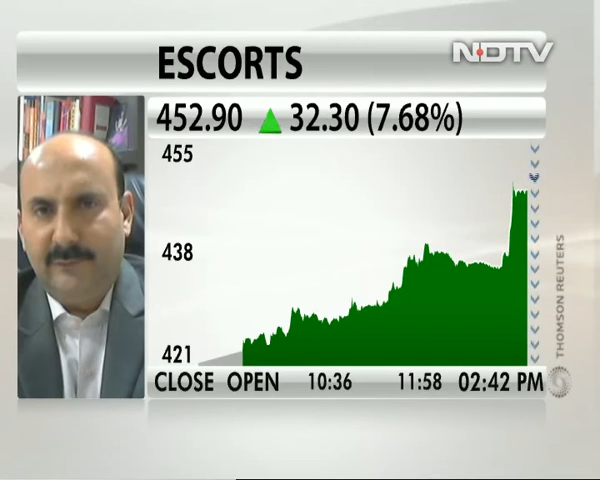 NDTV
ESCORTS
452.90 ▲ 32.30 (7.68%)
455
438
421
CLOSE OPEN 10:36 11:58 02:42 PM
THOMSON REUTERS